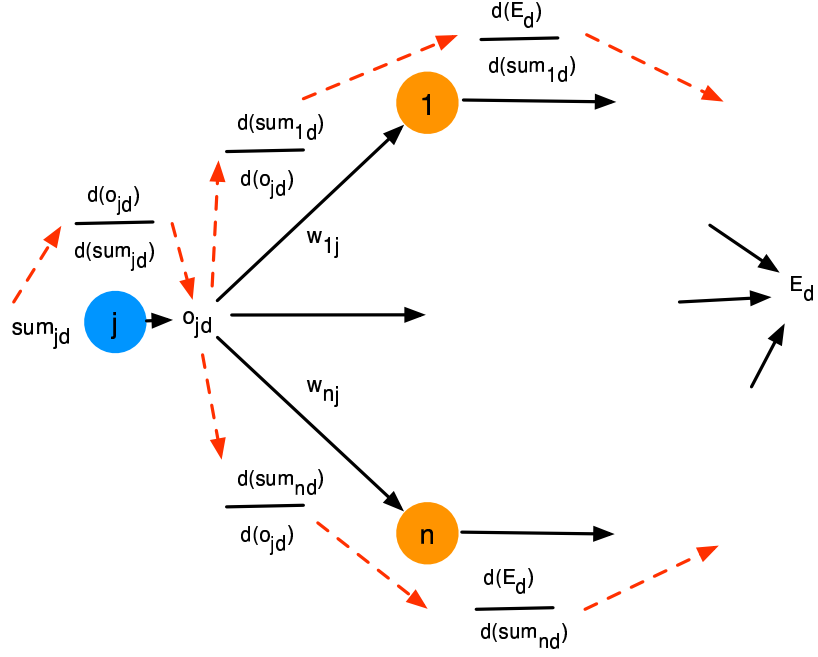 d(E_d)
d(sum_1d)
1
d(sum_1d)
d(o_jd)
d(o_jd)
d(sum_jd)
w_1j
sum_jd
j
o_jd
E_d
w_nj
d(sum_nd)
d(o_jd)
n
d(E_d)
d(sum_nd)